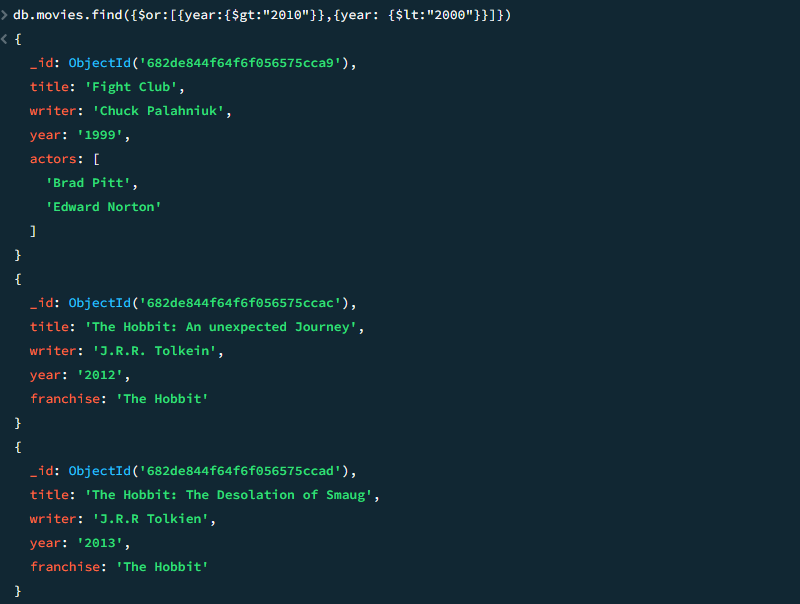 > db.movies.find({$or:[{year:{$gt:"2010"}},{year: {$lt:"2000"}}]})
< {
_id: ObjectId('682de844f64f6f056575cca9'),
title: 'Fight Club',
writer: 'Chuck Palahniuk',
year: '1999',
actors: [
'Brad Pitt',
'Edward Norton'
]
}
{
_id: ObjectId('682de844f64f6f056575ccac'),
title: 'The Hobbit: An unexpected Journey',
writer: 'J.R.R. Tolkein',
year: '2012',
franchise: 'The Hobbit'
}
{
_id: ObjectId('682de844f64f6f056575ccad'),
title: 'The Hobbit: The Desolation of Smaug',
writer: 'J.R.R Tolkien',
year: '2013',
franchise: 'The Hobbit'
}